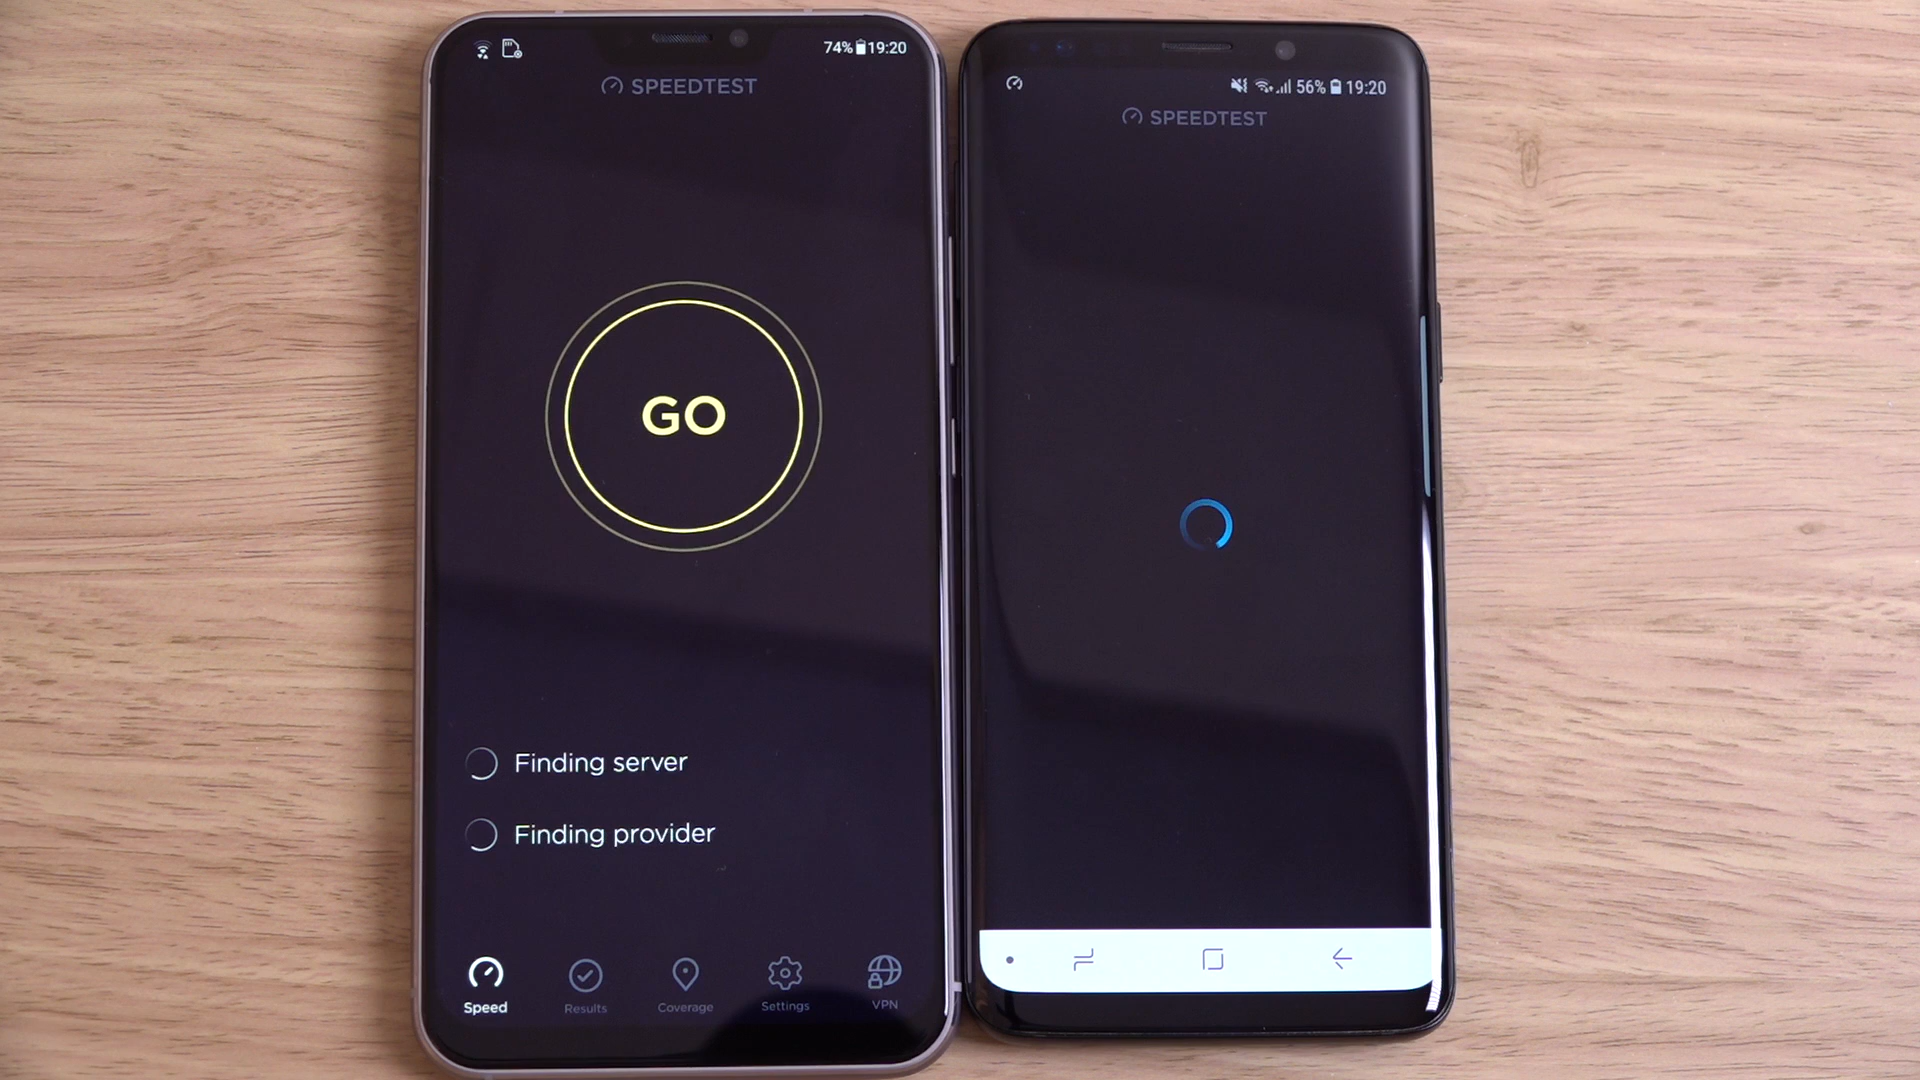 74% 19:20
SPEEDTEST
GO
Finding server
Finding provider
Speed Results Coverage Settings VPN
56% 19:20
SPEEDTEST